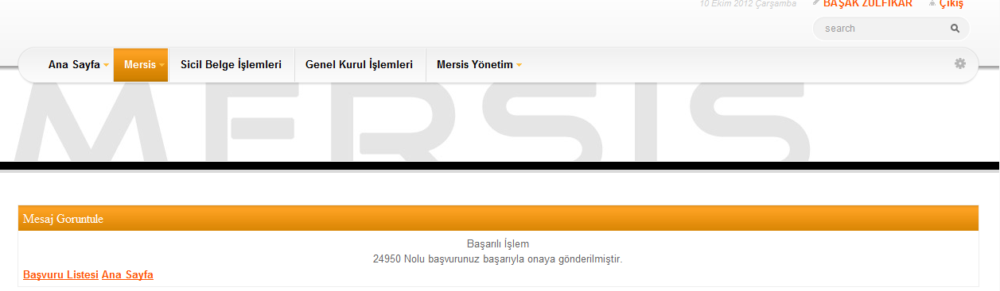 10 Ekim 2012 Çarşamba BAŞAK ZÜLFİKAR Çıkış
search
Ana Sayfa Mersis Sicil Belge İşlemleri Genel Kurul İşlemleri Mersis Yönetim
MERSIS
Mesaj Goruntule
Başarılı İşlem
24950 Nolu başvurunuz başarıyla onaya gönderilmiştir.
Başvuru Listesi Ana Sayfa